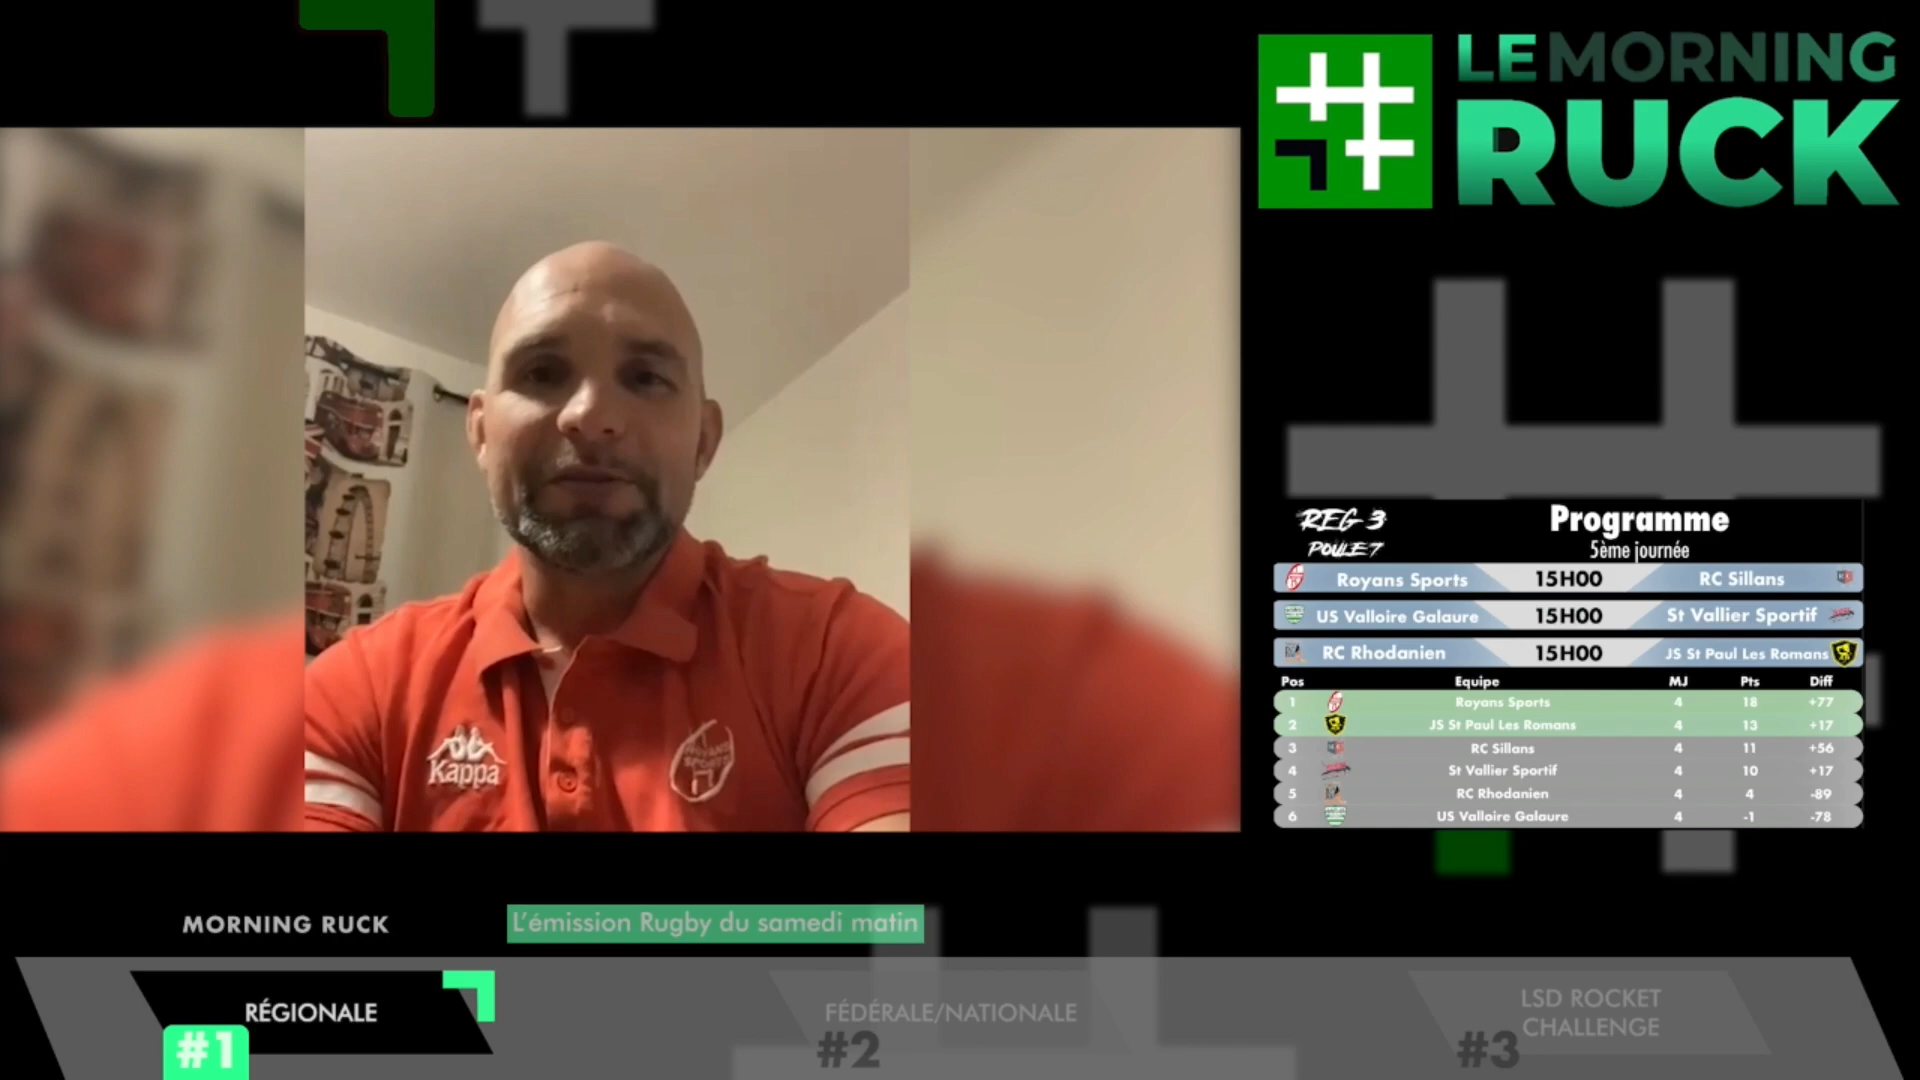 LE MORNING
RUCK
Kappa
ROYANS
SPORTS
REG 3
POULE 7
Programme
5ème journée
Royans Sports 15H00 RC Sillans
US Valloire Galaure 15H00 St Vallier Sportif
RC Rhodanien 15H00 JS St Paul Les Romans
Pos Equipe MJ Pts Diff
1 Royans Sports 4 18 +77
2 JS St Paul Les Romans 4 13 +17
3 RC Sillans 4 11 +56
4 St Vallier Sportif 4 10 +17
5 RC Rhodanien 4 4 -89
6 US Valloire Galaure 4 -1 -78
MORNING RUCK
L'émission Rugby du samedi matin
RÉGIONALE
#1
FÉDÉRALE/NATIONALE
#2
LSD ROCKET
CHALLENGE
#3